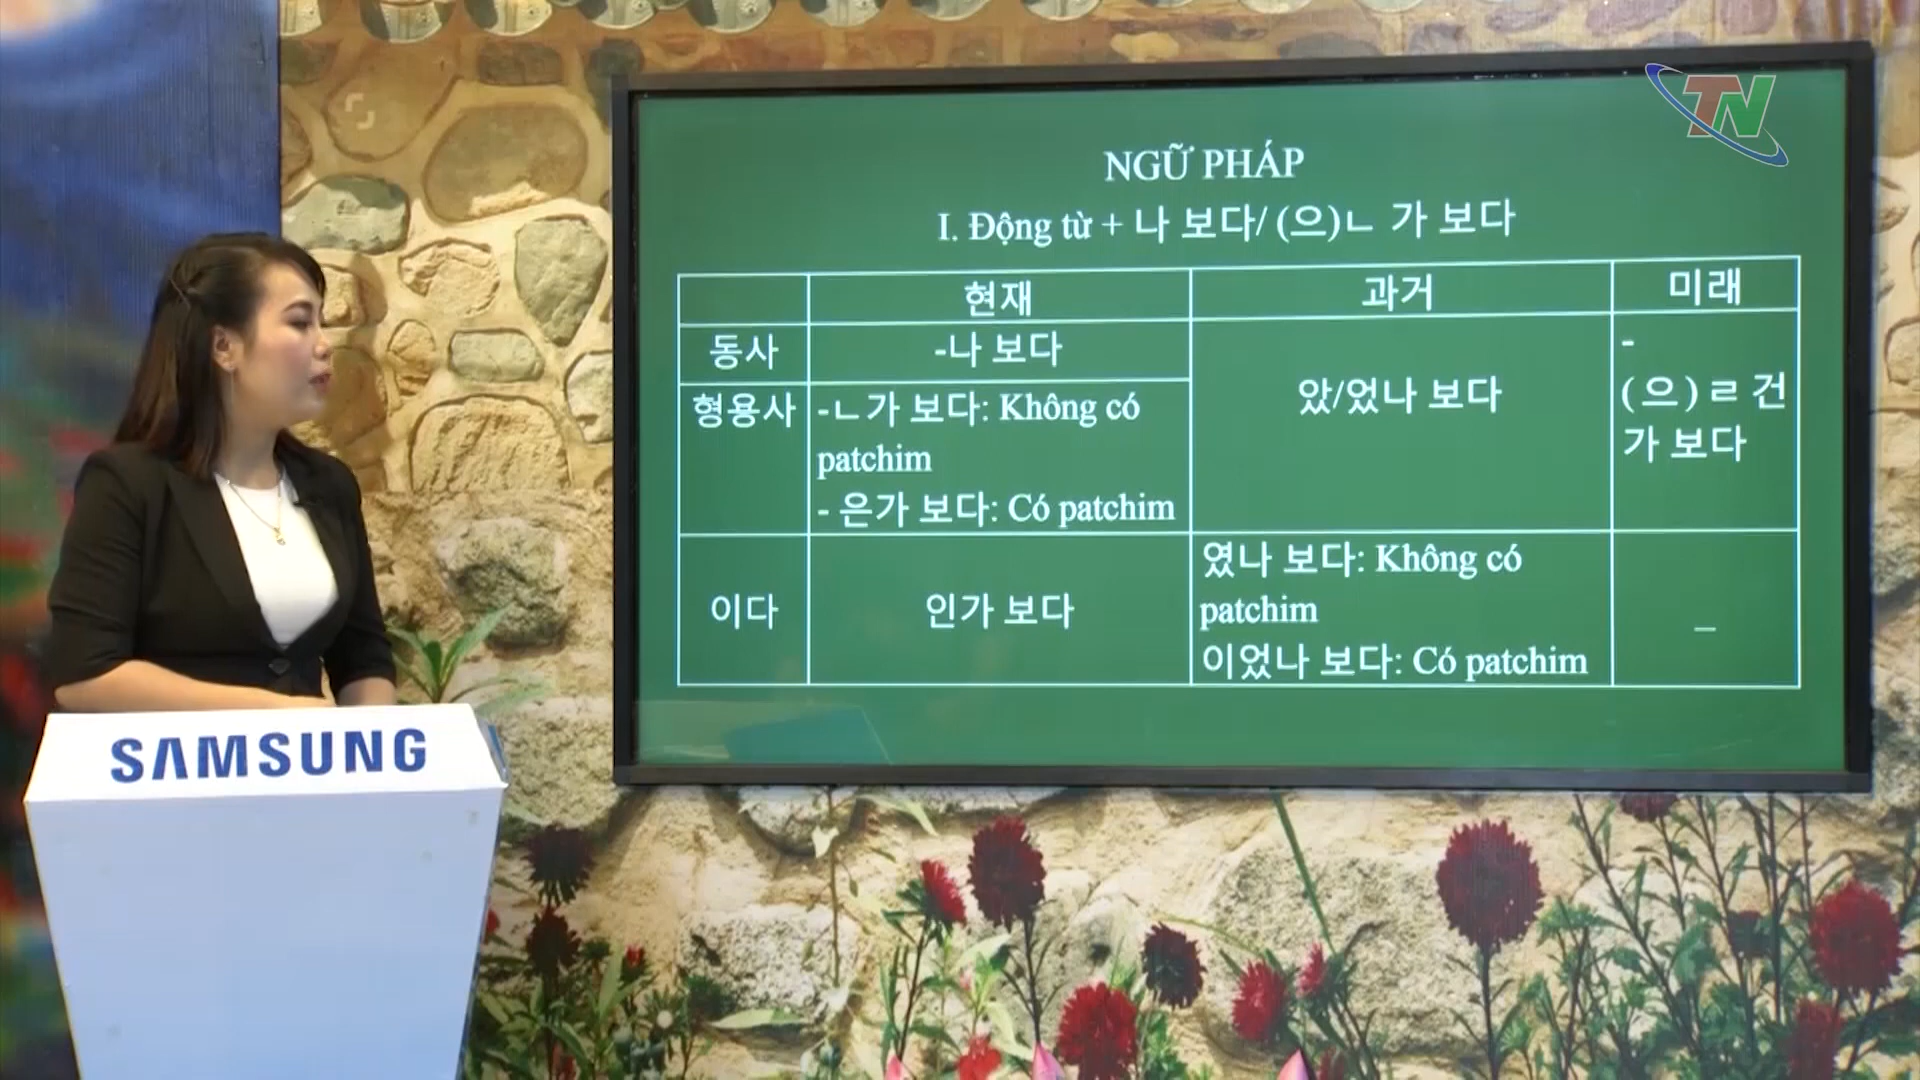 TN
NGỮ PHÁP
I. Động từ + 나 보다/ (으)ㄴ 가 보다
현재
과거
미래
동사
-나 보다
았/었나 보다
-
(으)ㄹ 건
가 보다
형용사
-ㄴ가 보다: Không có
patchim
- 은가 보다: Có patchim
이다
인가 보다
였나 보다: Không có
patchim
이었나 보다: Có patchim
_
SAMSUNG